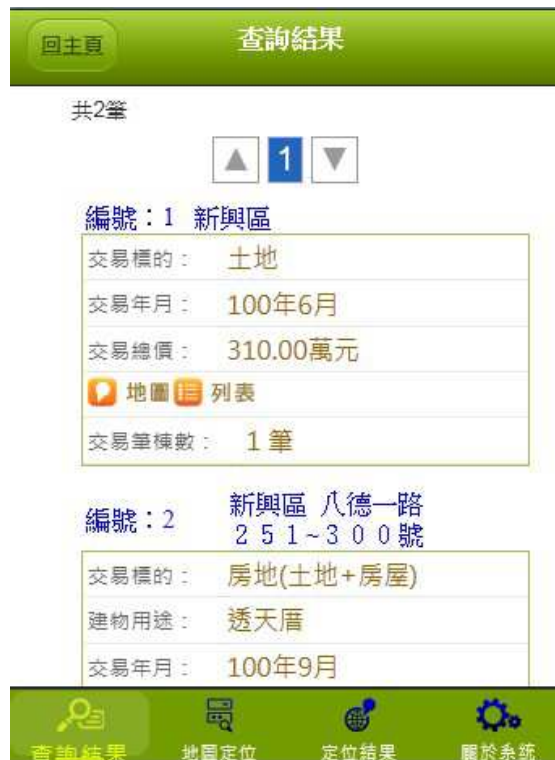 回主頁
查詢結果
共2筆
▲ 1 ▼
編號：1 新興區
交易標的： 土地
交易年月： 100年6月
交易總價： 310.00萬元
地圖 列表
交易筆棟數： 1 筆
編號：2 新興區 八德一路
２５１~３００號
交易標的： 房地(土地+房屋)
建物用途： 透天厝
交易年月： 100年9月
查詢結果 地圖定位 定位結果 關於系統